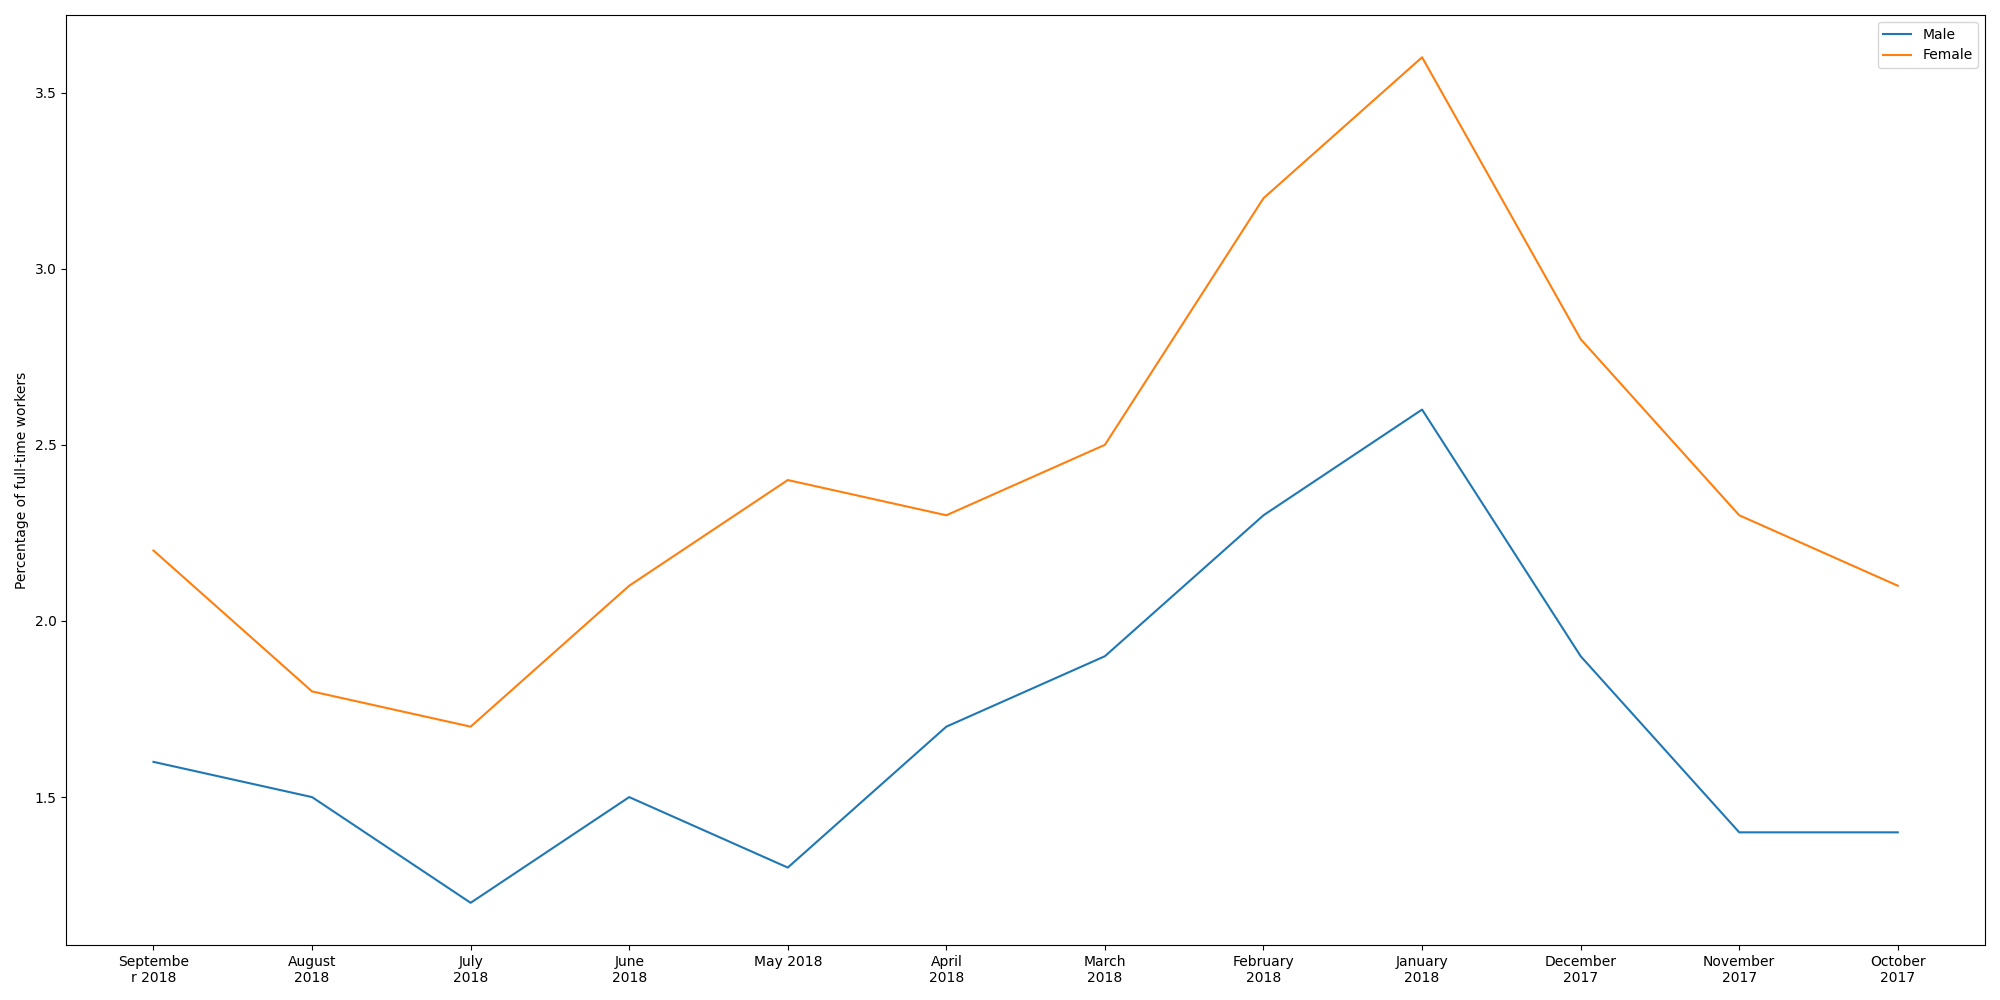 Male
Female
3.5
3.0
2.5
2.0
1.5
Percentage of full-time workers
Septembe
r 2018
August
2018
July
2018
June
2018
May 2018
April
2018
March
2018
February
2018
January
2018
December
2017
November
2017
October
2017